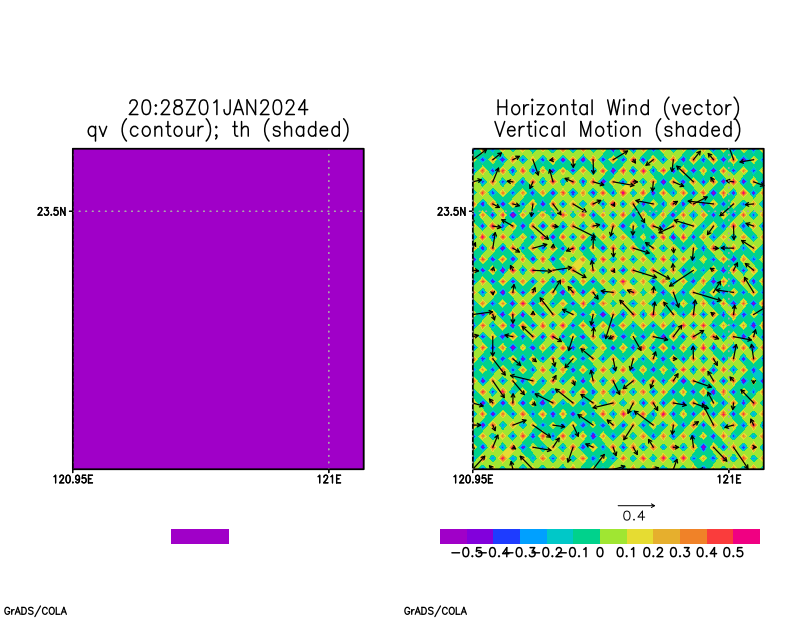 20:28Z01JAN2024
qv (contour); th (shaded)
23.5N
120.95E
121E
GrADS/COLA
Horizontal Wind (vector)
Vertical Motion (shaded)
23.5N
120.95E
121E
0.4
-0.5 -0.4 -0.3 -0.2 -0.1 0 0.1 0.2 0.3 0.4 0.5
GrADS/COLA